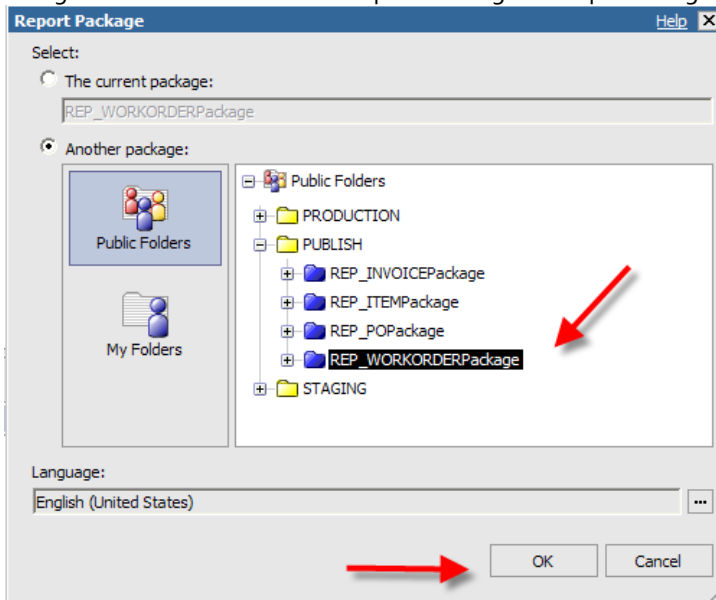 Report Package
Help
Select:
The current package:
REP_WORKORDERPackage
Another package:
Public Folders
My Folders
Public Folders
PRODUCTION
PUBLISH
REP_INVOICEPackage
REP_ITEMPackage
REP_POPackage
REP_WORKORDERPackage
STAGING
Language:
English (United States)
...
OK
Cancel